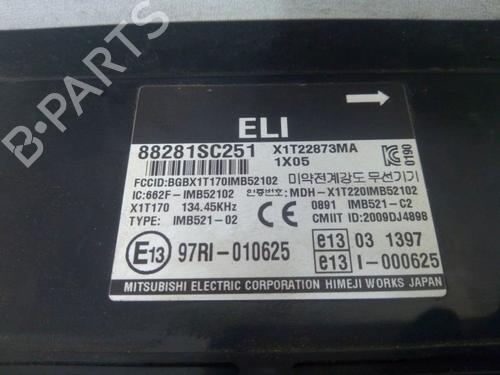 ELI
88281SC251 X1T22873MA
1X05
0190
FCCID:BGBX1T170IMB52102 미약전계강도 무선기기
IC:662F-IMB52102 인증번호:MDH-X1T220IMB52102
X1T170 134.45KHz 0891 IMB521-C2
TYPE: IMB521-02 CMIIT ID:2009DJ4898
E13 97RI-010625 e13 03 1397
e13 I-000625
MITSUBISHI ELECTRIC CORPORATION HIMEJI WORKS JAPAN
B-PARTS